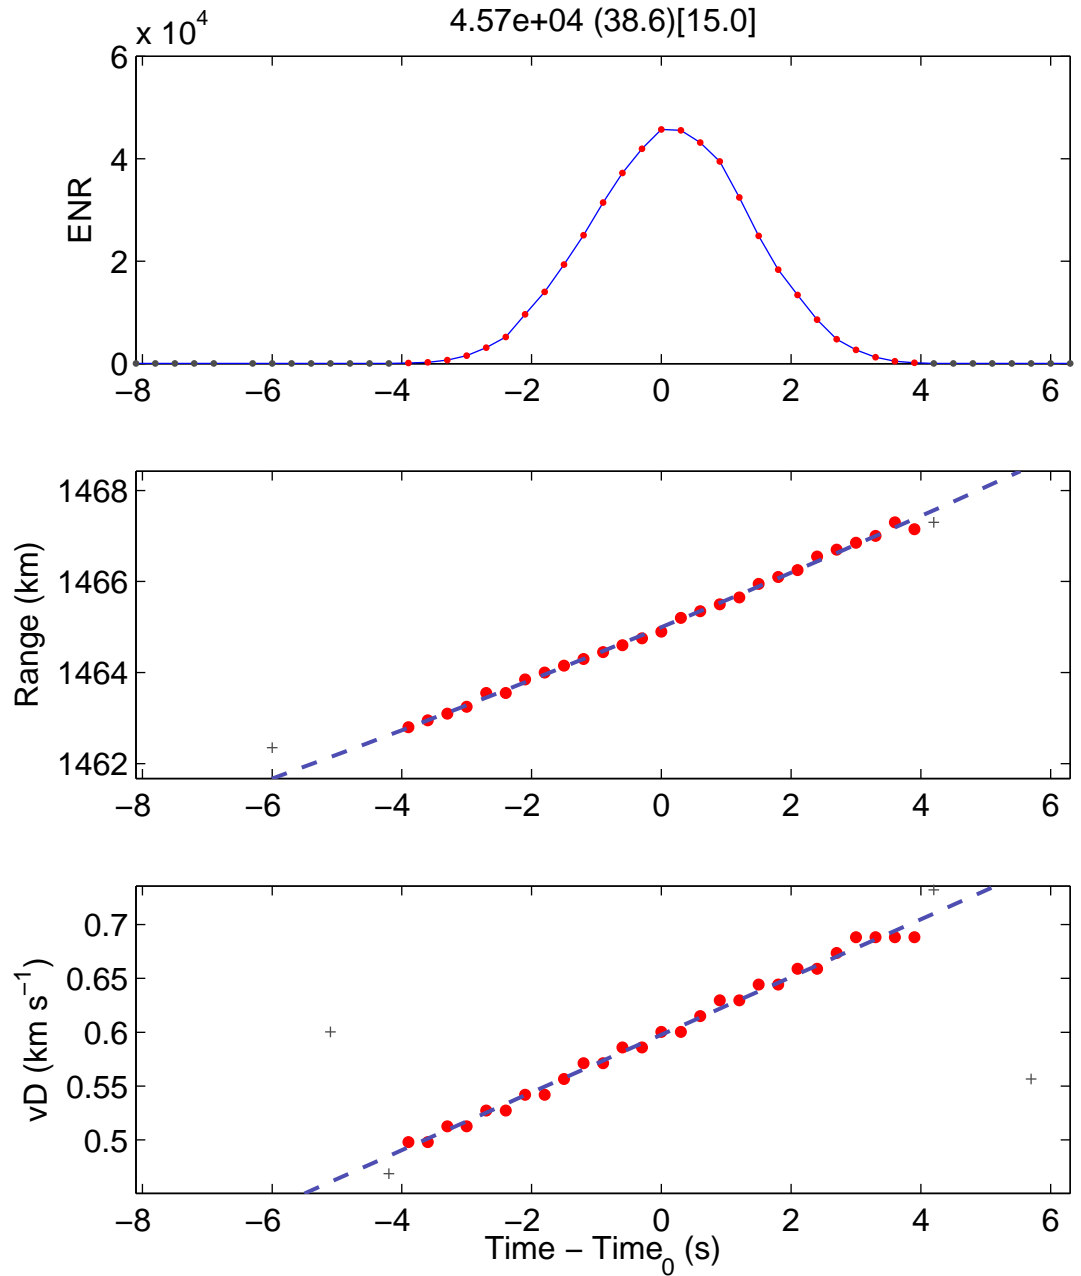 4.57e+04 (38.6)[15.0]
x 10^4
6
4
2
0
ENR
−8 −6 −4 −2 0 2 4 6
1468
1466
1464
1462
Range (km)
−8 −6 −4 −2 0 2 4 6
0.7
0.65
0.6
0.55
0.5
vD (km s^−1)
−8 −6 −4 −2 0 2 4 6
Time − Time_0 (s)